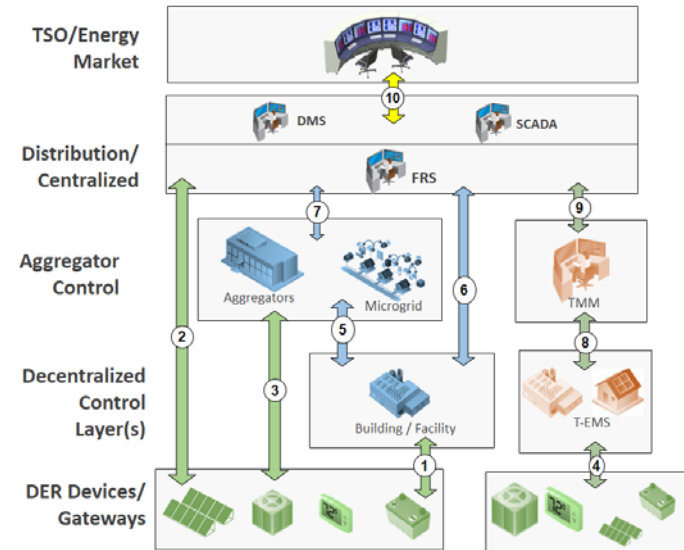 TSO/Energy
Market
10
DMS
SCADA
Distribution/
Centralized
FRS
7
9
Aggregator
Control
Aggregators
Microgrid
6
TMM
2
5
8
3
Decentralized
Control
Layer(s)
Building / Facility
T-EMS
1
4
DER Devices/
Gateways
72°